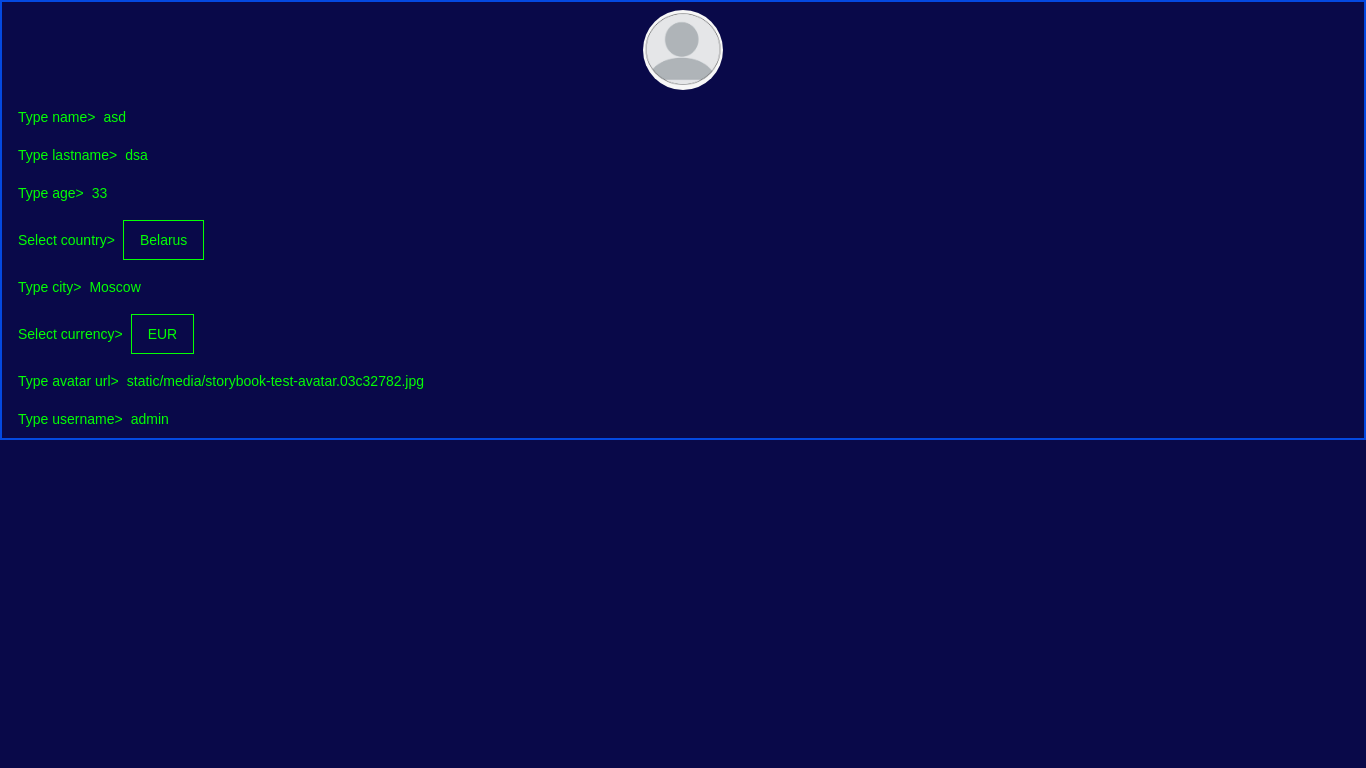 Type name> asd
Type lastname> dsa
Type age> 33
Select country> Belarus
Type city> Moscow
Select currency> EUR
Type avatar url> static/media/storybook-test-avatar.03c32782.jpg
Type username> admin